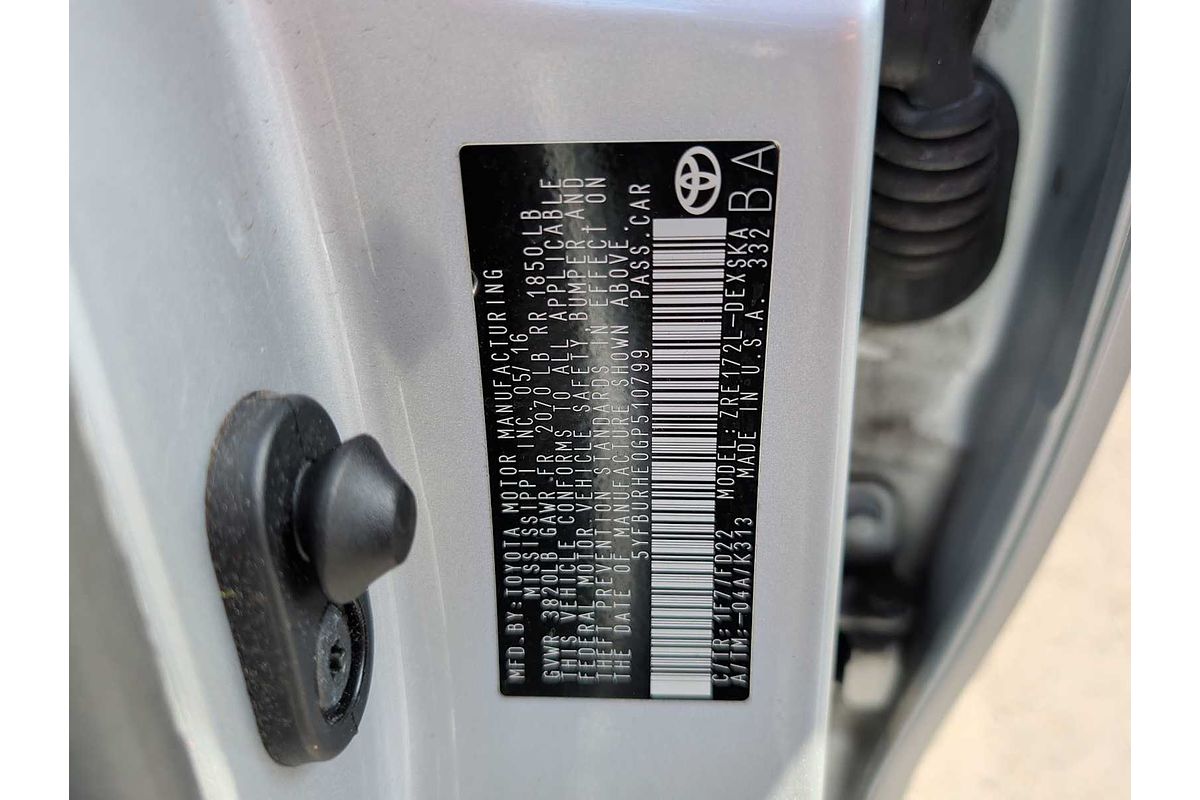 MFD.BY:TOYOTA MOTOR MANUFACTURING
MISSISSIPPI INC. 05/16
GVWR 3820LB GAWR FR 2070 LB RR 1850 LB
THIS VEHICLE CONFORMS TO ALL APPLICABLE
FEDERAL MOTOR VEHICLE SAFETY,BUMPER,AND
THEFT PREVENTION STANDARDS IN EFFECT ON
THE DATE OF MANUFACTURE SHOWN ABOVE.
5YFBURHE0GP510799 PASS.CAR
C/TR:1F7/FD22 MODEL:ZRE172L-DEXSKA
A/TM:-04A/K313 MADE IN U.S.A. 332
BA